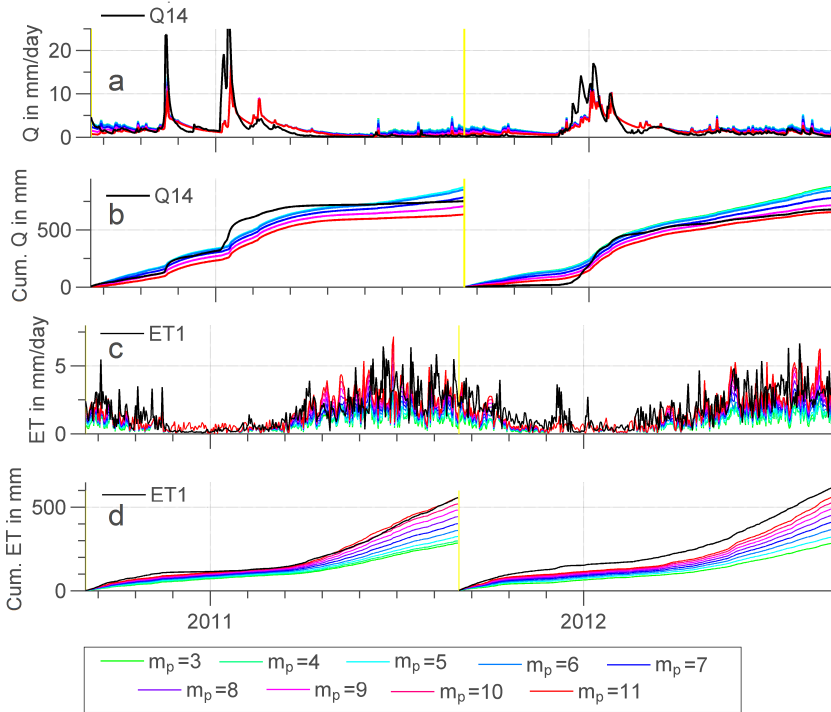 Q14
Q in mm/day
20
10
0
a
Q14
Cum. Q in mm
500
0
b
ET1
ET in mm/day
5
0
c
ET1
Cum. ET in mm
500
0
d
2011 2012
mp=3 mp=4 mp=5 mp=6 mp=7
mp=8 mp=9 mp=10 mp=11